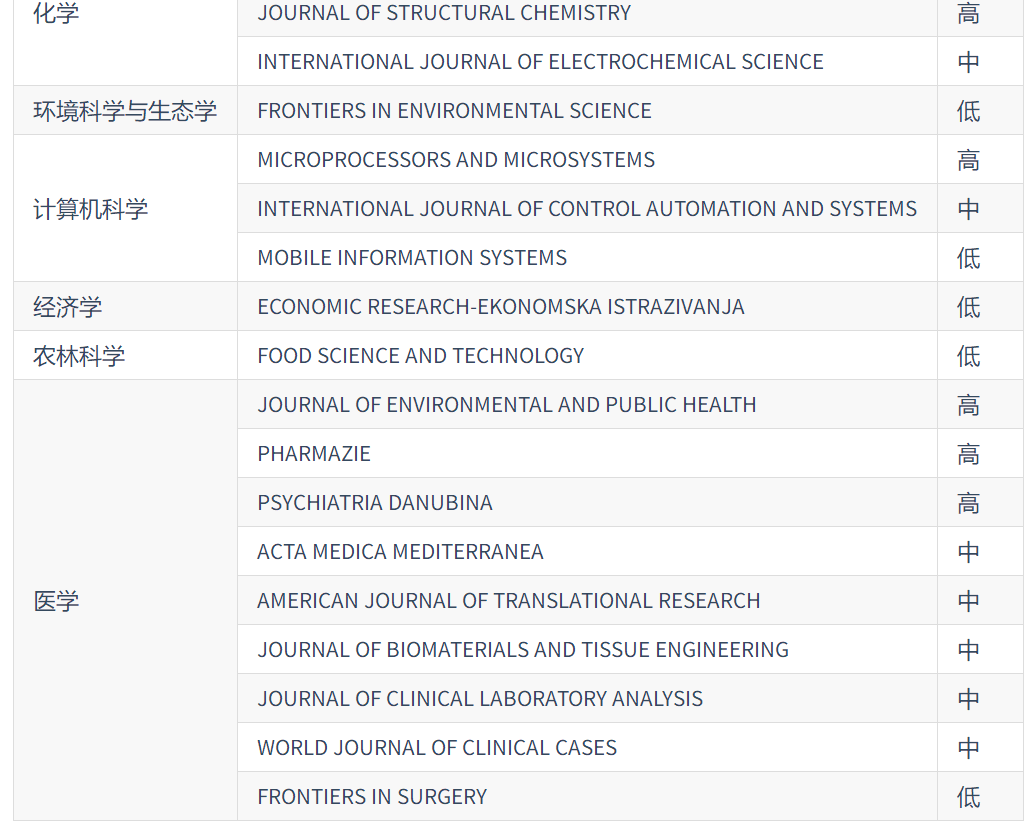 化学
JOURNAL OF STRUCTURAL CHEMISTRY 高
INTERNATIONAL JOURNAL OF ELECTROCHEMICAL SCIENCE 中
环境科学与生态学 FRONTIERS IN ENVIRONMENTAL SCIENCE 低
MICROPROCESSORS AND MICROSYSTEMS 高
计算机科学 INTERNATIONAL JOURNAL OF CONTROL AUTOMATION AND SYSTEMS 中
MOBILE INFORMATION SYSTEMS 低
经济学 ECONOMIC RESEARCH-EKONOMSKA ISTRAZIVANJA 低
农林科学 FOOD SCIENCE AND TECHNOLOGY 低
JOURNAL OF ENVIRONMENTAL AND PUBLIC HEALTH 高
PHARMAZIE 高
PSYCHIATRIA DANUBINA 高
ACTA MEDICA MEDITERRANEA 中
医学 AMERICAN JOURNAL OF TRANSLATIONAL RESEARCH 中
JOURNAL OF BIOMATERIALS AND TISSUE ENGINEERING 中
JOURNAL OF CLINICAL LABORATORY ANALYSIS 中
WORLD JOURNAL OF CLINICAL CASES 中
FRONTIERS IN SURGERY 低